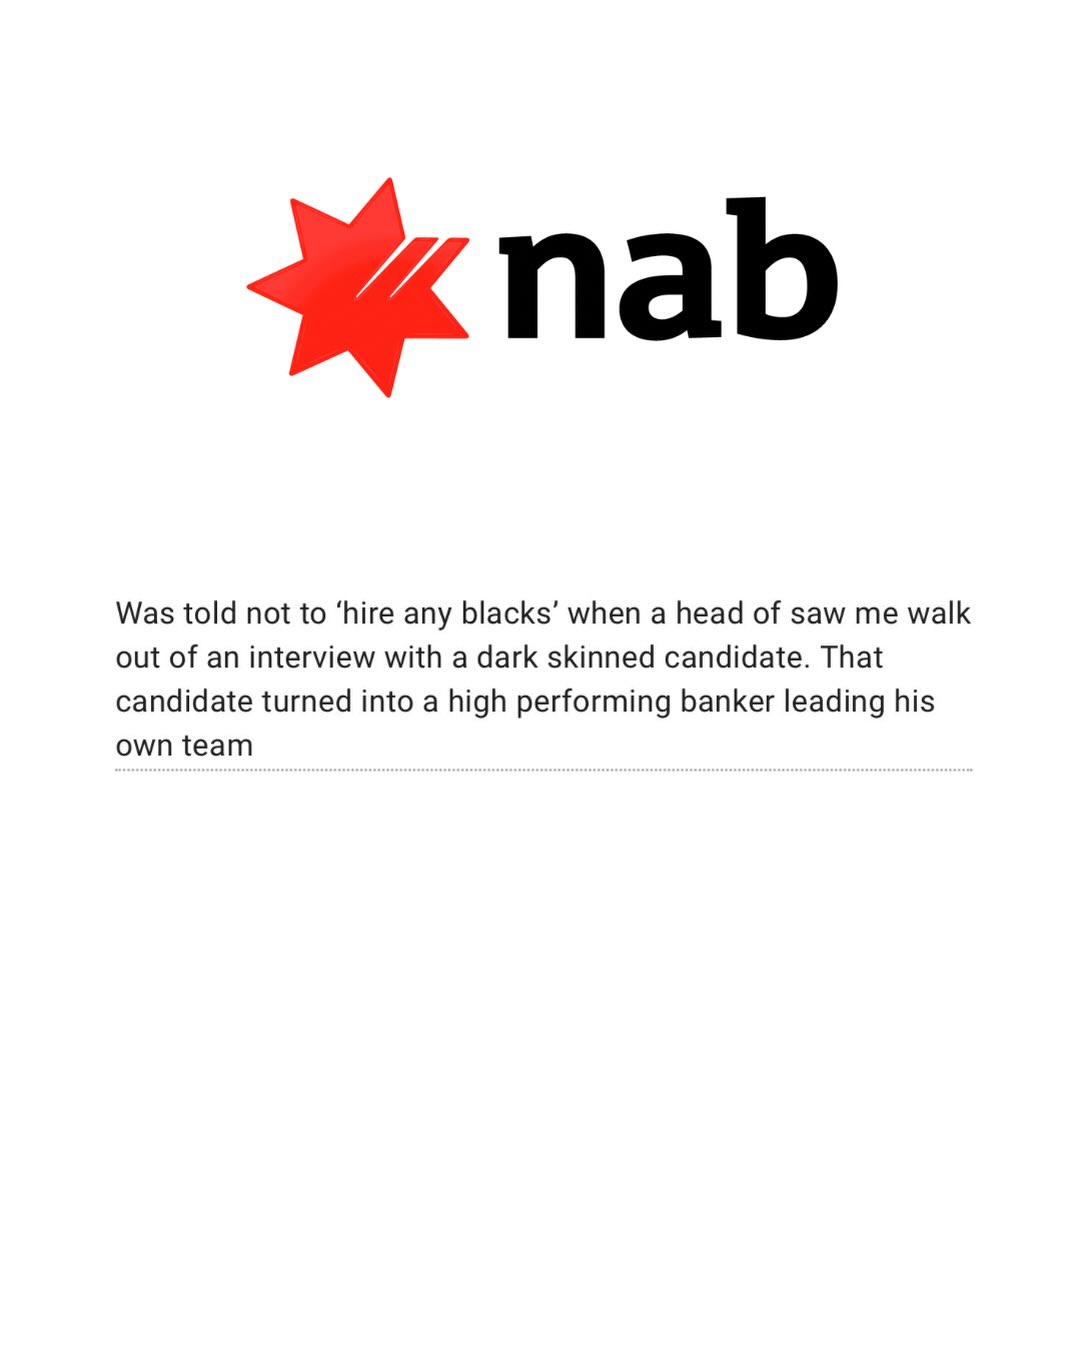 nab
Was told not to ‘hire any blacks’ when a head of saw me walk
out of an interview with a dark skinned candidate. That
candidate turned into a high performing banker leading his
own team